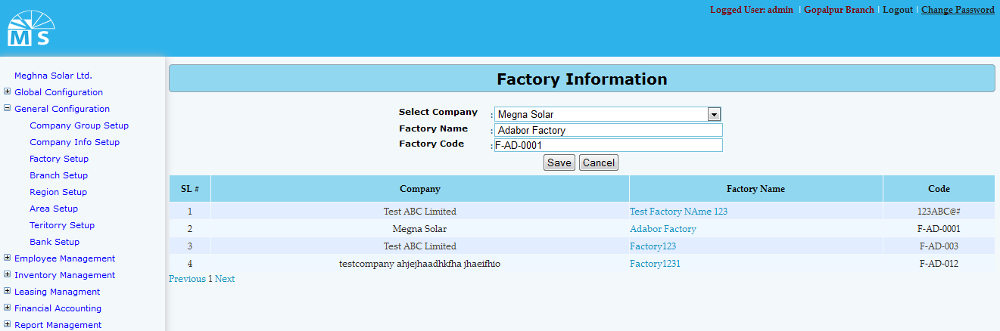 Logged User: admin | Gopalpur Branch | Logout | Change Password
M S
Meghna Solar Ltd.
Global Configuration
General Configuration
Company Group Setup
Company Info Setup
Factory Setup
Branch Setup
Region Setup
Area Setup
Teritorry Setup
Bank Setup
Employee Management
Inventory Management
Leasing Managment
Financial Accounting
Report Management
Factory Information
Select Company : Megna Solar
Factory Name : Adabor Factory
Factory Code : F-AD-0001
Save Cancel
SL # Company Factory Name Code
1 Test ABC Limited Test Factory NAme 123 123ABC@#
2 Megna Solar Adabor Factory F-AD-0001
3 Test ABC Limited Factory123 F-AD-003
4 testcompany ahjejhaadhkfha jhaeifhio Factory1231 F-AD-012
Previous 1 Next